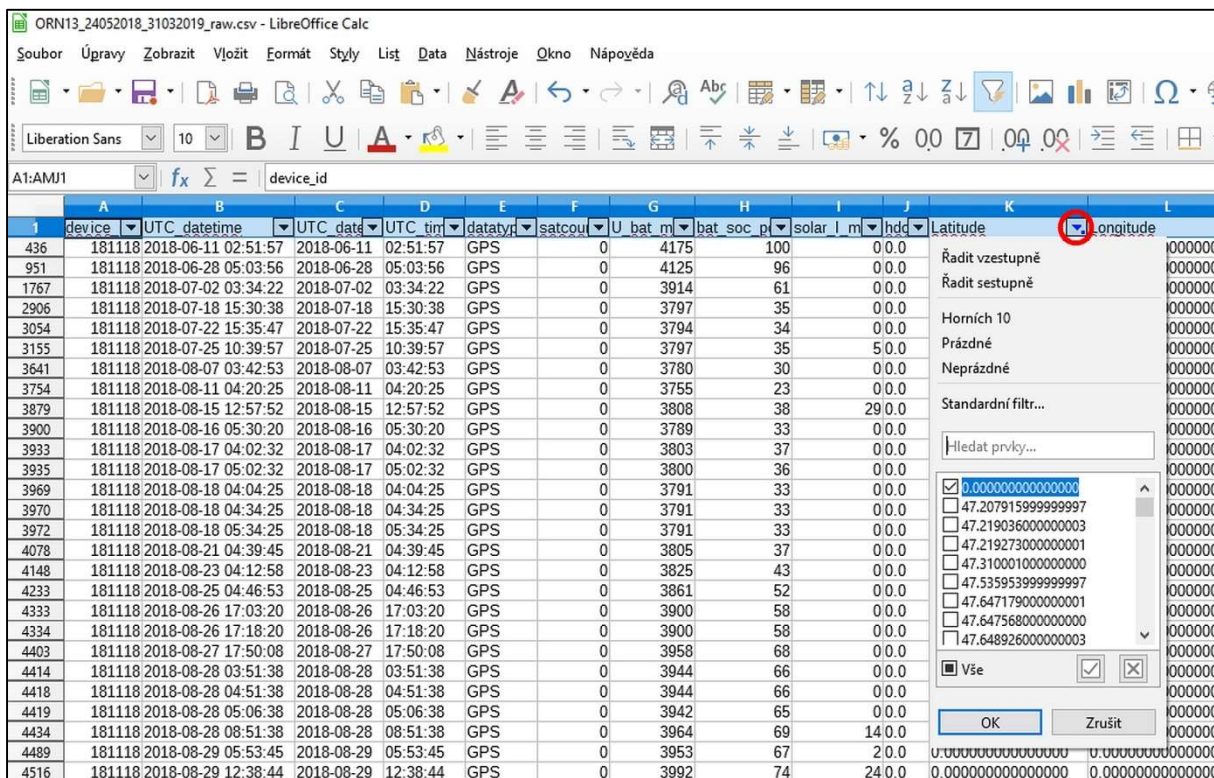 ORN13_24052018_31032019_raw.csv - LibreOffice Calc
Soubor Úpravy Zobrazit Vložit Formát Styly List Data Nástroje Okno Nápověda
Liberation Sans 10
A1:AMJ1 device_id
A B C D E F G H I J K L
1 device UTC_datetime UTC_date UTC_tim datatyp satcou U_bat_m bat_soc_p solar_I_m hdo Latitude Longitude
436 181118 2018-06-11 02:51:57 2018-06-11 02:51:57 GPS 0 4175 100 0 0.0
951 181118 2018-06-28 05:03:56 2018-06-28 05:03:56 GPS 0 4125 96 0 0.0
1767 181118 2018-07-02 03:34:22 2018-07-02 03:34:22 GPS 0 3914 61 0 0.0
2906 181118 2018-07-18 15:30:38 2018-07-18 15:30:38 GPS 0 3797 35 0 0.0
3054 181118 2018-07-22 15:35:47 2018-07-22 15:35:47 GPS 0 3794 34 0 0.0
3155 181118 2018-07-25 10:39:57 2018-07-25 10:39:57 GPS 0 3797 35 5 0.0
3641 181118 2018-08-07 03:42:53 2018-08-07 03:42:53 GPS 0 3780 30 0 0.0
3754 181118 2018-08-11 04:20:25 2018-08-11 04:20:25 GPS 0 3755 23 0 0.0
3879 181118 2018-08-15 12:57:52 2018-08-15 12:57:52 GPS 0 3808 38 29 0.0
3900 181118 2018-08-16 05:30:20 2018-08-16 05:30:20 GPS 0 3789 33 0 0.0
3933 181118 2018-08-17 04:02:32 2018-08-17 04:02:32 GPS 0 3803 37 0 0.0
3935 181118 2018-08-17 05:02:32 2018-08-17 05:02:32 GPS 0 3800 36 0 0.0
3969 181118 2018-08-18 04:04:25 2018-08-18 04:04:25 GPS 0 3791 33 0 0.0
3970 181118 2018-08-18 04:34:25 2018-08-18 04:34:25 GPS 0 3791 33 0 0.0
3972 181118 2018-08-18 05:34:25 2018-08-18 05:34:25 GPS 0 3791 33 0 0.0
4078 181118 2018-08-21 04:39:45 2018-08-21 04:39:45 GPS 0 3805 37 0 0.0
4148 181118 2018-08-23 04:12:58 2018-08-23 04:12:58 GPS 0 3825 43 0 0.0
4233 181118 2018-08-25 04:46:53 2018-08-25 04:46:53 GPS 0 3861 52 0 0.0
4333 181118 2018-08-26 17:03:20 2018-08-26 17:03:20 GPS 0 3900 58 0 0.0
4334 181118 2018-08-26 17:18:20 2018-08-26 17:18:20 GPS 0 3900 58 0 0.0
4403 181118 2018-08-27 17:50:08 2018-08-27 17:50:08 GPS 0 3958 68 0 0.0
4414 181118 2018-08-28 03:51:38 2018-08-28 03:51:38 GPS 0 3944 66 0 0.0
4418 181118 2018-08-28 04:51:38 2018-08-28 04:51:38 GPS 0 3944 66 0 0.0
4419 181118 2018-08-28 05:06:38 2018-08-28 05:06:38 GPS 0 3942 65 0 0.0
4434 181118 2018-08-28 08:51:38 2018-08-28 08:51:38 GPS 0 3964 69 14 0.0
4489 181118 2018-08-29 05:53:45 2018-08-29 05:53:45 GPS 0 3953 67 2 0.0 0.000000000000000 0.000000000000000
4516 181118 2018-08-29 12:38:44 2018-08-29 12:38:44 GPS 0 3992 74 24 0.0 0.000000000000000 0.000000000000000
Řadit vzestupně
Řadit sestupně
Horních 10
Prázdné
Neprázdné
Standardní filtr...
Hledat prvky...
0.000000000000000
47.207915999999997
47.219036000000003
47.219273000000001
47.310001000000000
47.535953999999997
47.647179000000001
47.647568000000000
47.648926000000003
Vše
OK Zrušit